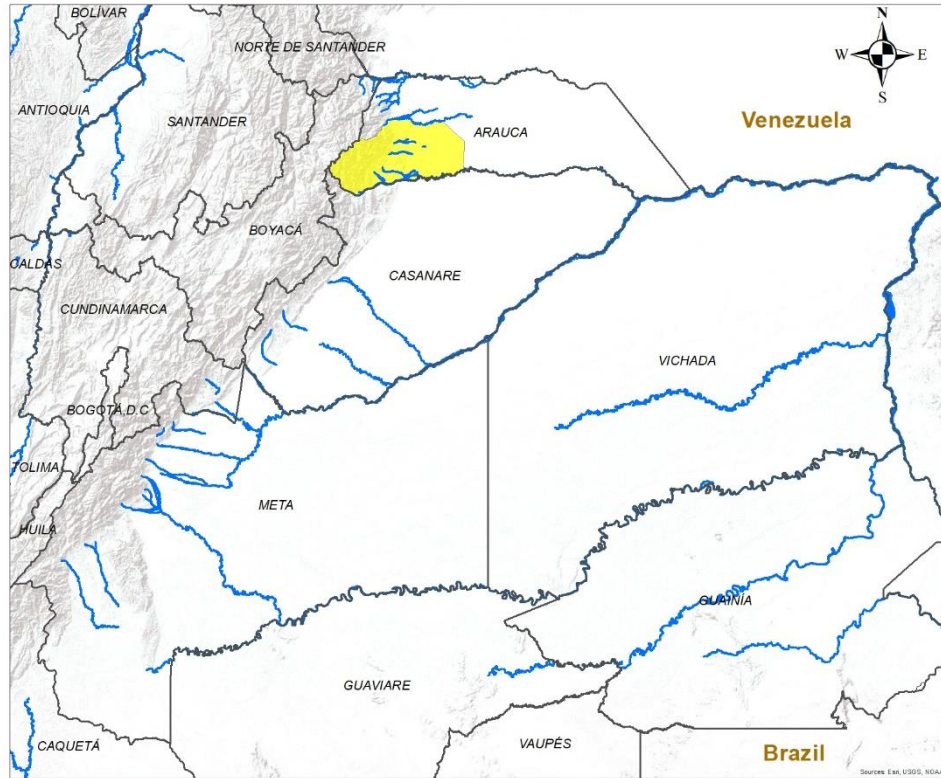 BOLÍVAR
NORTE DE SANTANDER
N
W
E
S
ANTIOQUIA
SANTANDER
ARAUCA
Venezuela
BOYACÁ
CALDAS
CASANARE
CUNDINAMARCA
VICHADA
BOGOTÁ D.C
TOLIMA
META
HUILA
GUAINÍA
GUAVIARE
CAQUETÁ
VAUPÉS
Brazil
Sources: Esri, USGS, NOAA